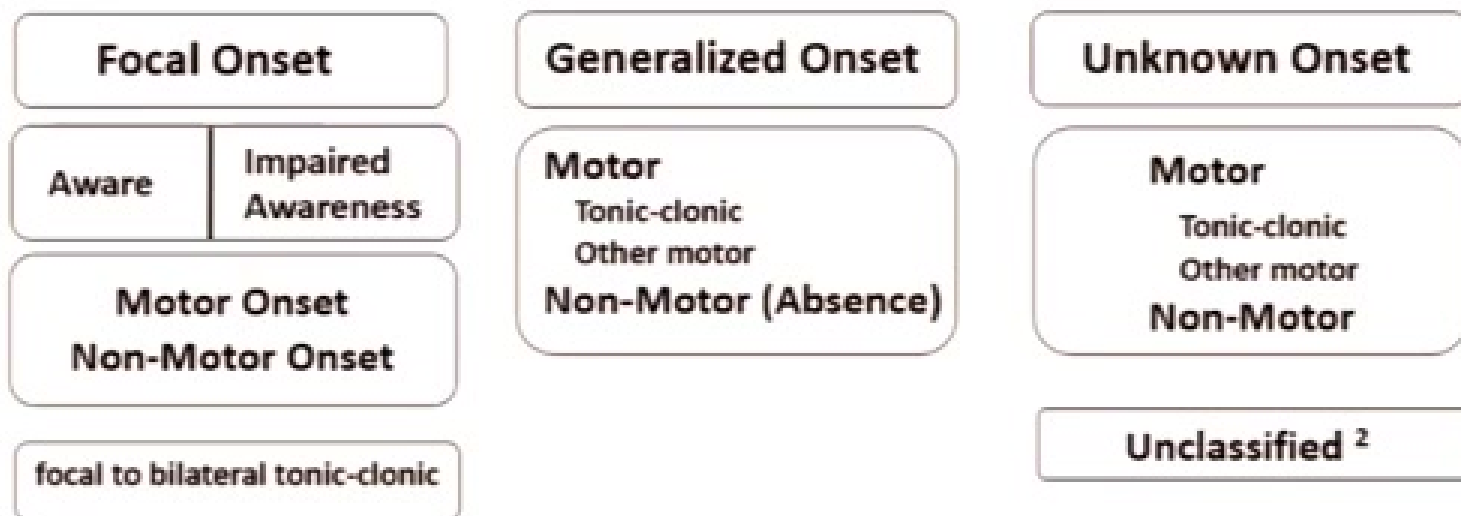 Focal Onset
Aware
Impaired
Awareness
Motor Onset
Non-Motor Onset
focal to bilateral tonic-clonic
Generalized Onset
Motor
Tonic-clonic
Other motor
Non-Motor (Absence)
Unknown Onset
Motor
Tonic-clonic
Other motor
Non-Motor
Unclassified ²